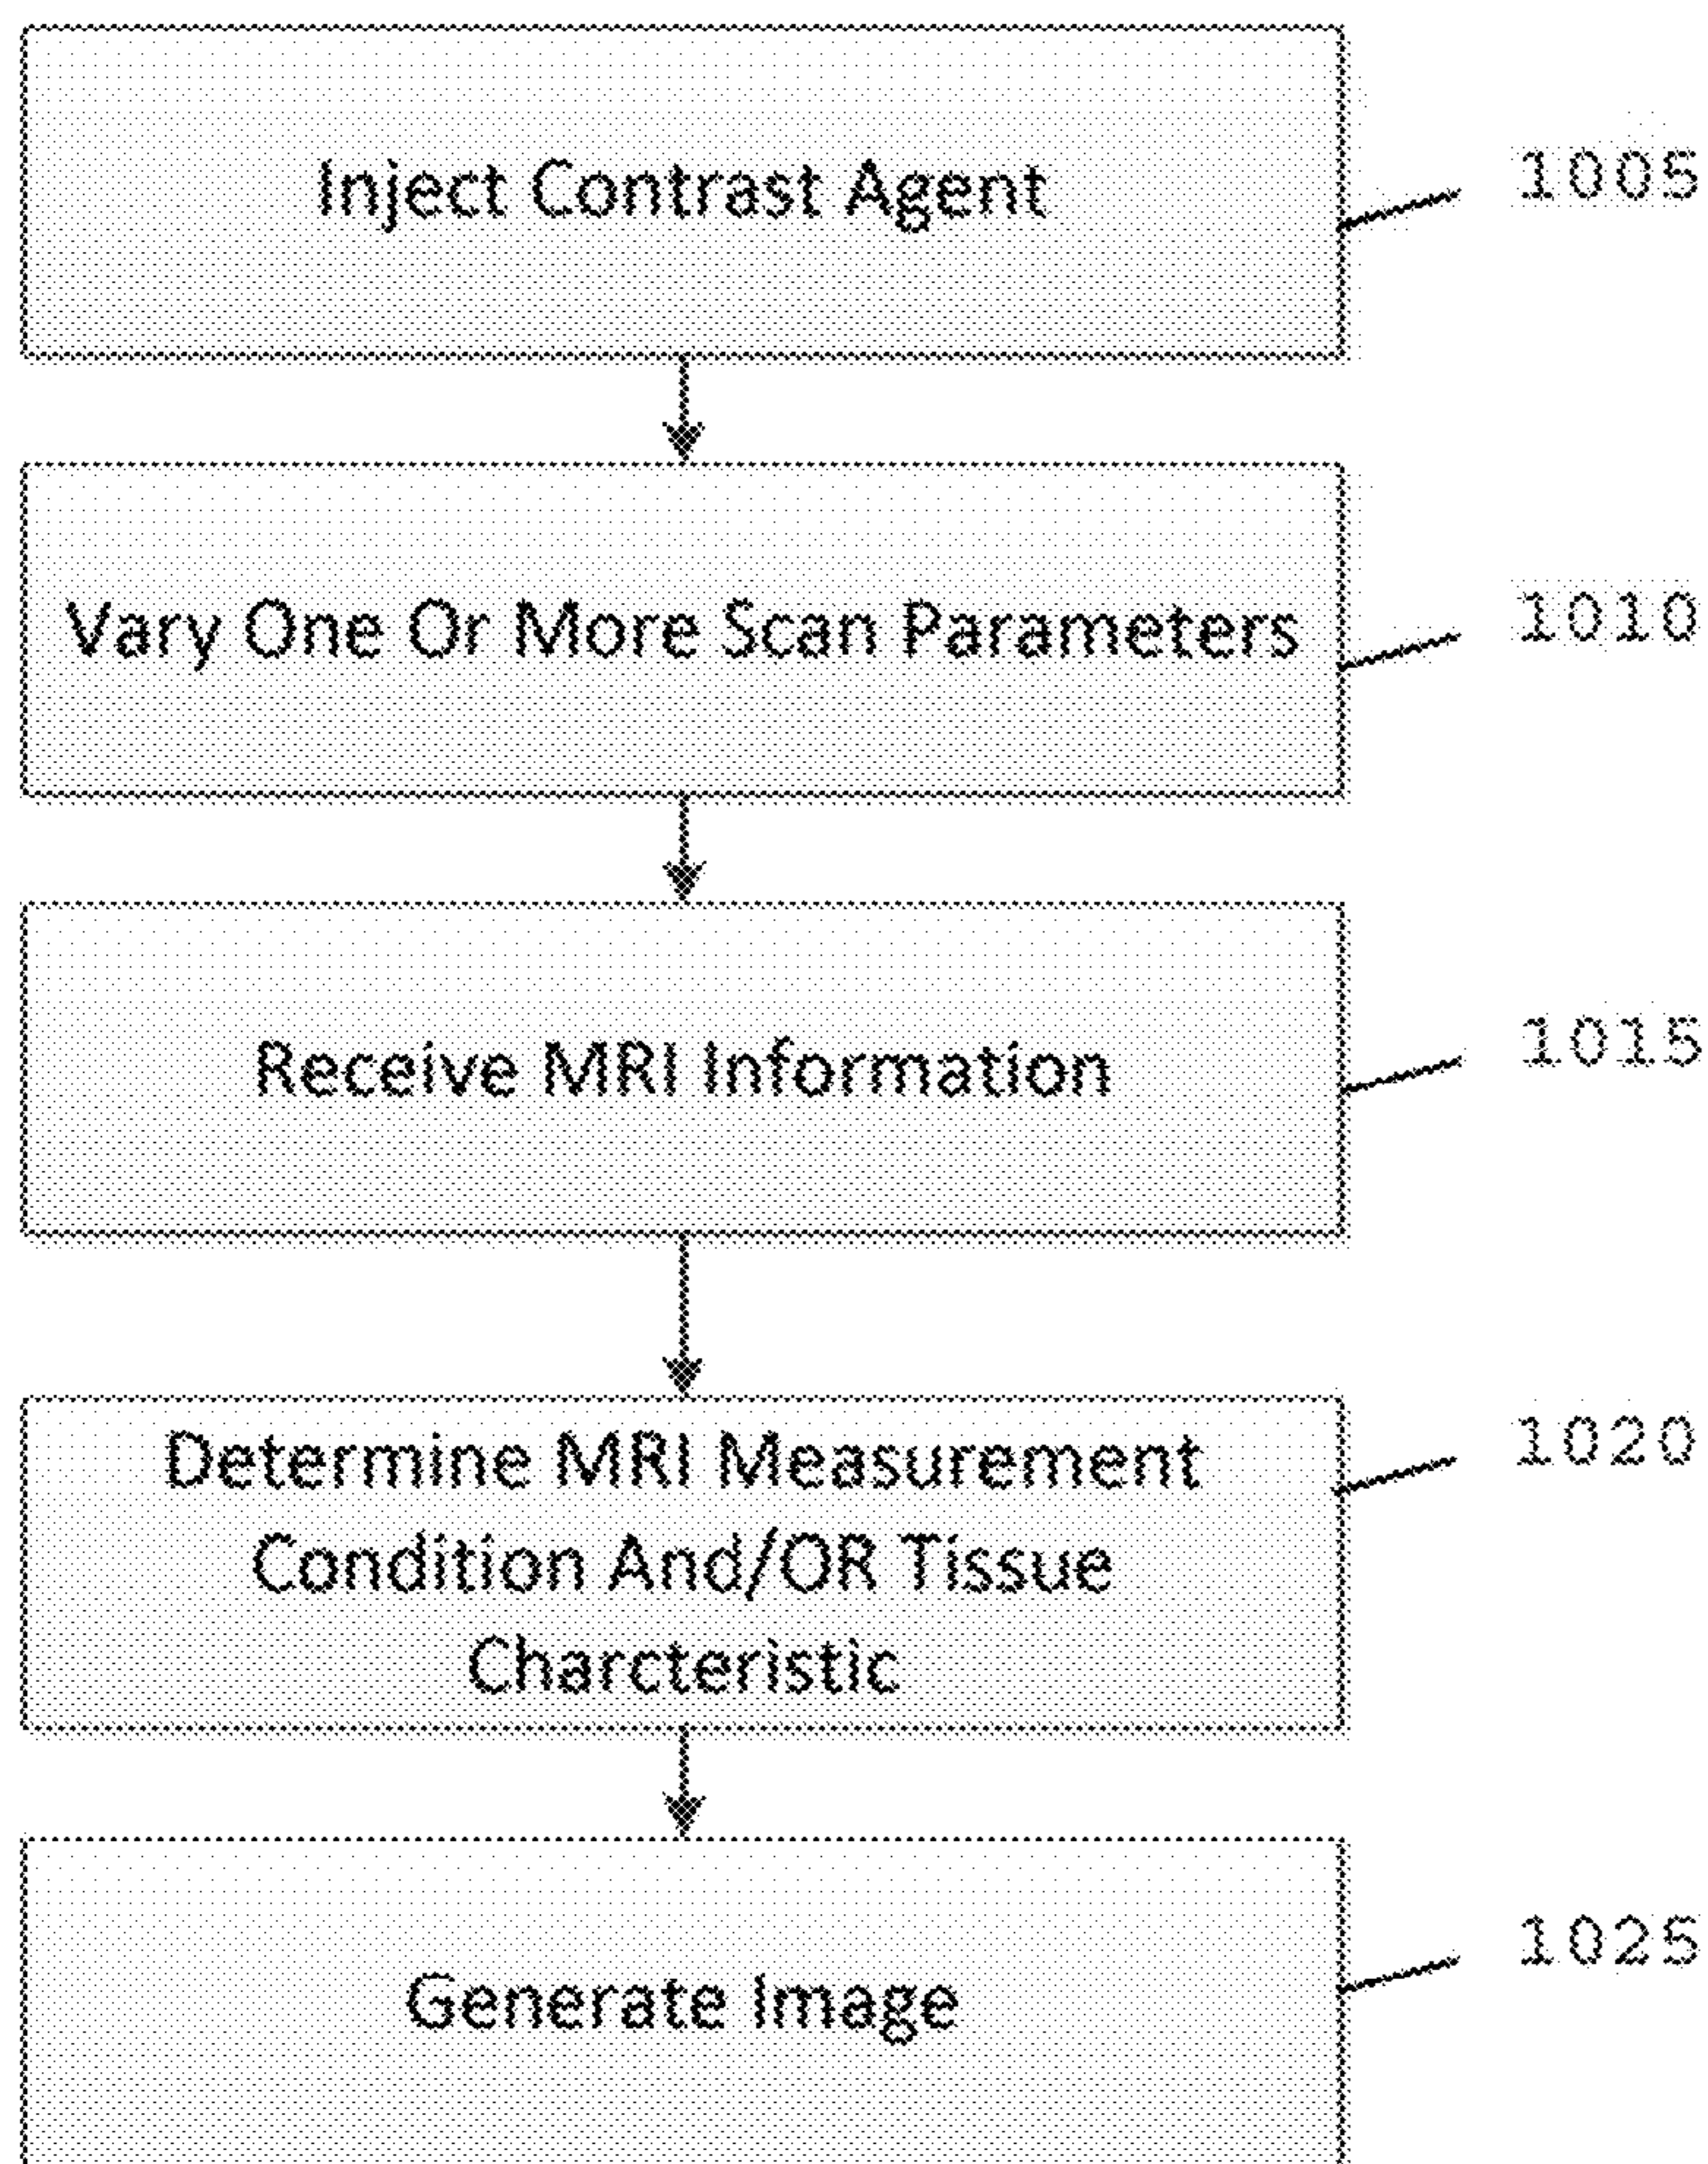 Inject Contrast Agent
1005
Vary One Or More Scan Parameters
1010
Receive MRI Information
1015
Determine MRI Measurement
Condition And/OR Tissue
Charcteristic
1020
Generate Image
1025